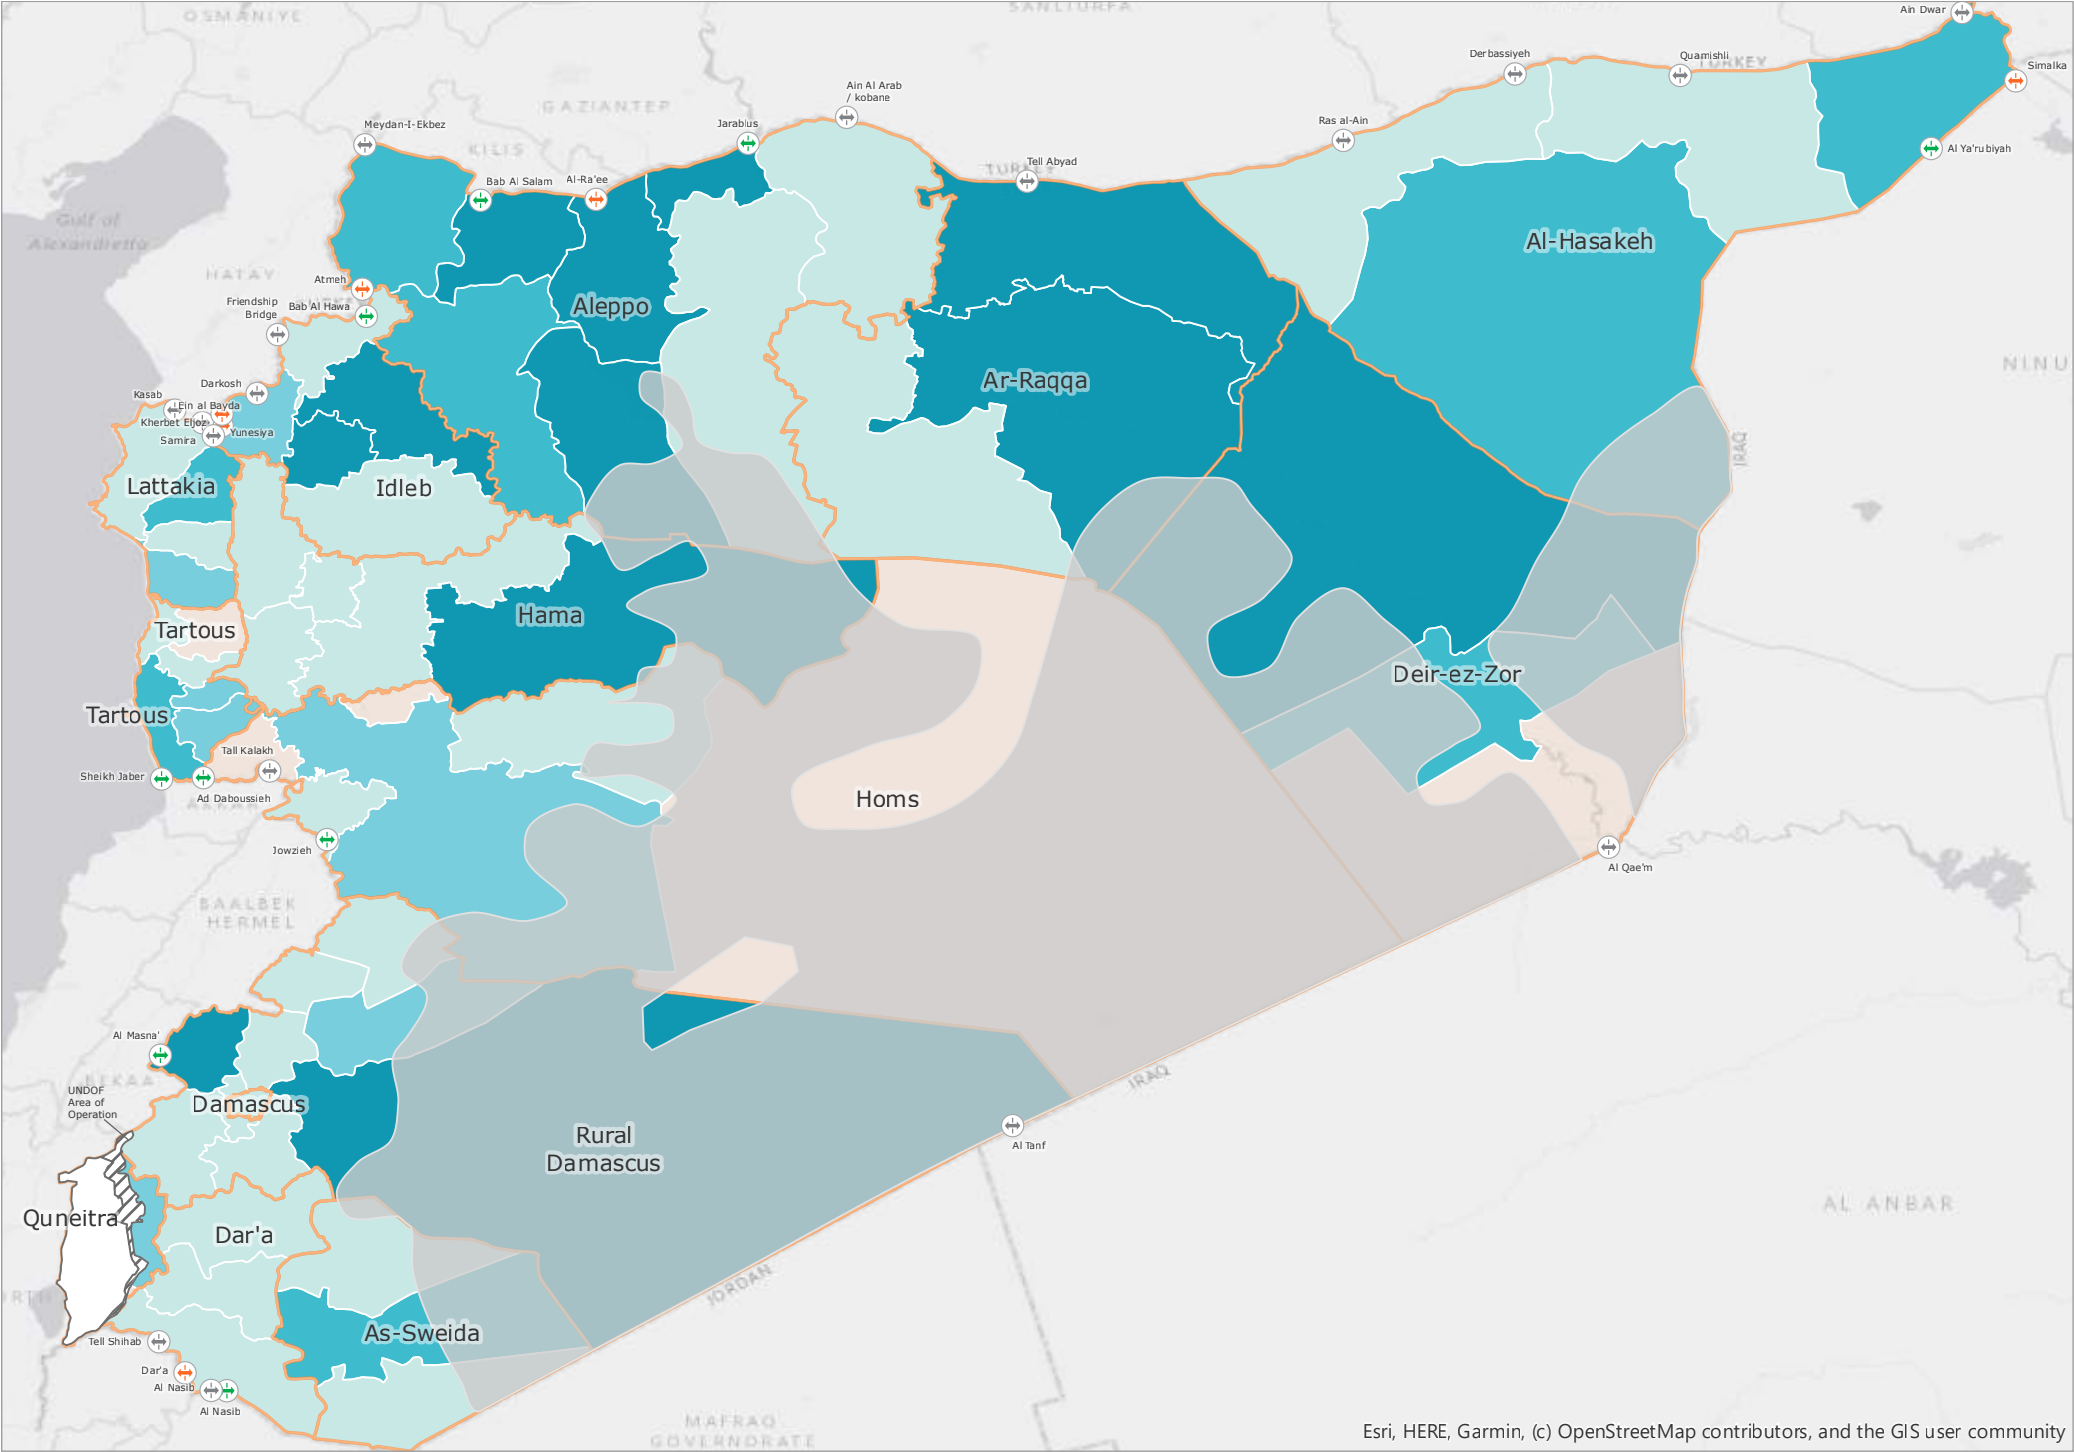 OSMANIYE
SANLIURFA
Ain Dwar
Derbassiyeh
Quamishli
TURKEY
Simalka
Ain Al Arab
/ kobane
GAZIANTEP
Jarablus
Meydan-I-Ekbez
Ras al-Ain
KILIS
Al Ya'rubiyah
Tell Abyad
TURKEY
Bab Al Salam
Al-Ra'ee
Gulf of
Alexandretta
Al-Hasakeh
HATAY
Atmeh
Friendship
Bridge
Bab Al Hawa
Aleppo
NINU
Ar-Raqqa
Darkosh
Kasab
Ein al Bayda
Kherbet Eljoz
Yunesiya
Samira
IRAQ
Lattakia
Idleb
Hama
Tartous
Deir-ez-Zor
Tartous
Tall Kalakh
Sheikh Jaber
Ad Daboussieh
AKKAR
Homs
Jowzieh
Al Qae'm
BAALBEK
HERMEL
Al Masna'
BEKAA
IRAQ
UNDOF
Area of
Operation
Damascus
Rural
Damascus
Al Tanf
AL ANBAR
Quneitra
Dar'a
JORDAN
ORTH
As-Sweida
Tell Shihab
Dar'a
Al Nasib
Al Nasib
MAFRAQ
GOVERNORATE
Esri, HERE, Garmin, (c) OpenStreetMap contributors, and the GIS user community